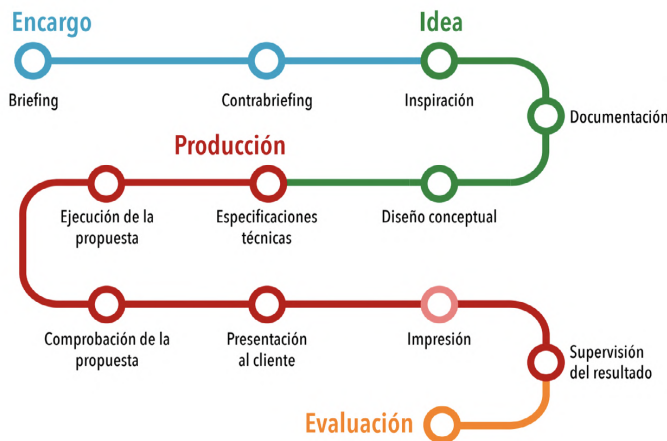 Encargo
Idea
Briefing
Contrabriefing
Inspiración
Documentación
Producción
Ejecución de la
propuesta
Especificaciones
técnicas
Diseño conceptual
Comprobación de la
propuesta
Presentación
al cliente
Impresión
Supervisión
del resultado
Evaluación